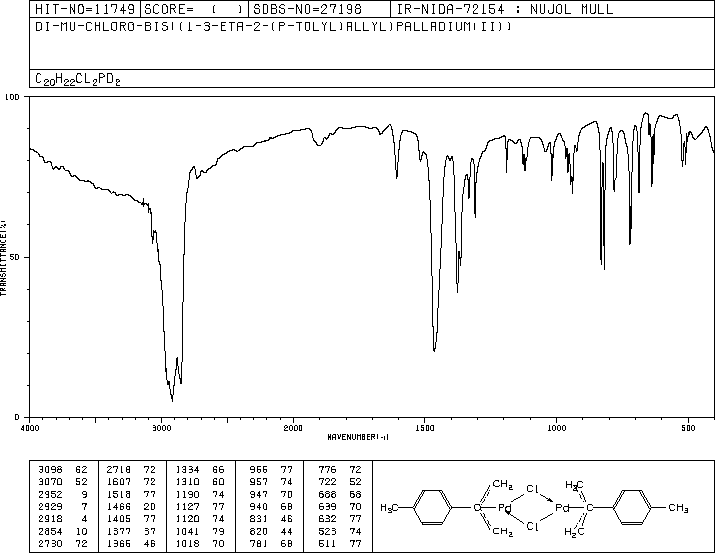 HIT-NO=11749 SCORE= ( ) SDBS-NO=27198 IR-NIDA-72154 : NUJOL MULL
DI-MU-CHLORO-BIS((1-3-ETA-2-(P-TOLYL)ALLYL)PALLADIUM(II))
C20H22CL2PD2
100
50
0
TRANSMITTANCE(%)
4000 3000 2000 1500 1000 500
WAVENUMBER(-1)
3098 62 2718 72 1334 66 966 77 776 72
3070 52 1607 72 1310 60 957 74 722 52
2952 9 1518 77 1190 74 947 70 688 68
2929 7 1466 20 1127 77 940 68 639 70
2918 4 1405 77 1120 74 831 46 632 77
2854 10 1377 37 1041 79 820 44 523 74
2730 72 1366 46 1018 70 781 68 511 77
CH2 CH2
Cl
H3C C Pd Pd C CH3
Cl
CH2 CH2